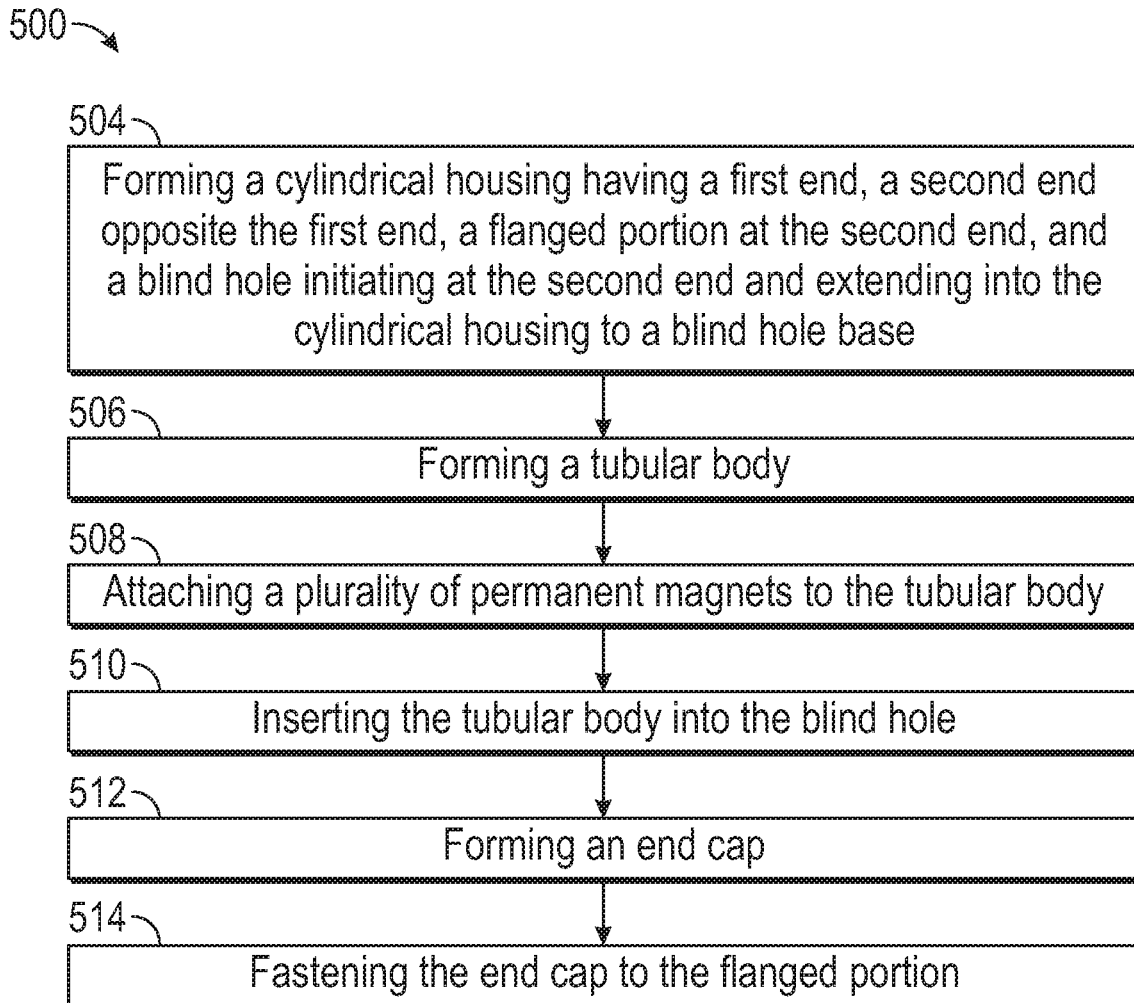 500
504
Forming a cylindrical housing having a first end, a second end
opposite the first end, a flanged portion at the second end, and
a blind hole initiating at the second end and extending into the
cylindrical housing to a blind hole base
506
Forming a tubular body
508
Attaching a plurality of permanent magnets to the tubular body
510
Inserting the tubular body into the blind hole
512
Forming an end cap
514
Fastening the end cap to the flanged portion